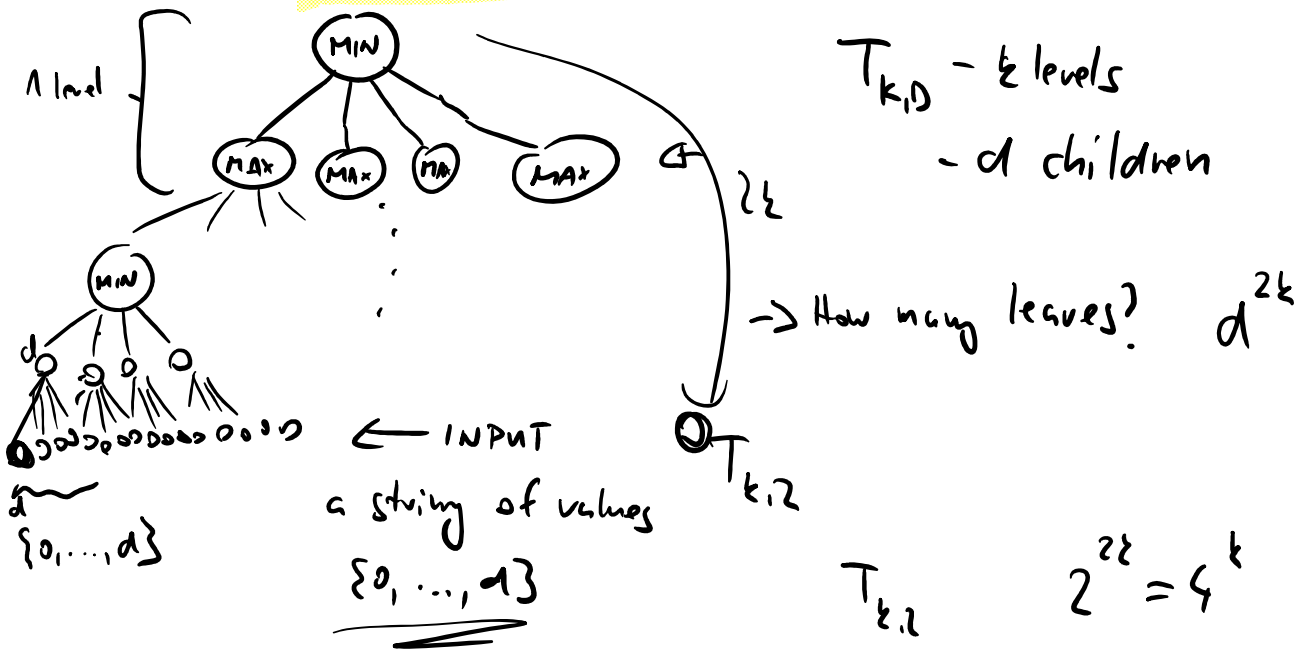 MIN
1 level
MAX MAX MAX MAX
MIN
d
d
{0,...,d}
← INPUT
a string of values
{0, ..., d}
2k
T_{k,2}
T_{k,D} - k levels
- d children
→ How many leaves? d^{2k}
T_{k,2} 2^{2k} = 4^k